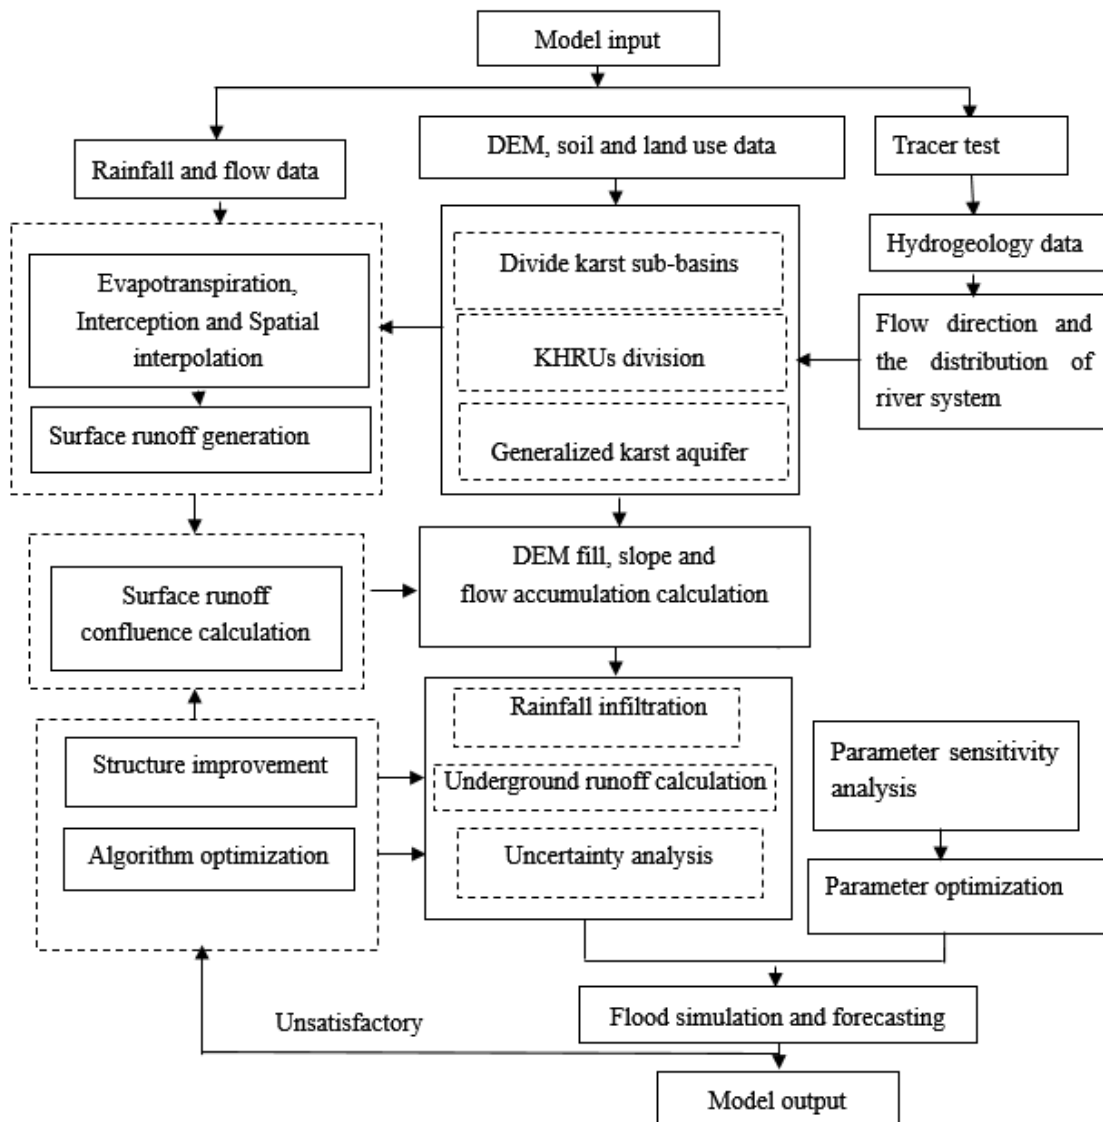 Model input
Rainfall and flow data
DEM, soil and land use data
Tracer test
Hydrogeology data
Evapotranspiration,
Interception and Spatial
interpolation
Surface runoff generation
Divide karst sub-basins
KHRUs division
Generalized karst aquifer
Flow direction and
the distribution of
river system
Surface runoff
confluence calculation
DEM fill, slope and
flow accumulation calculation
Structure improvement
Algorithm optimization
Rainfall infiltration
Underground runoff calculation
Uncertainty analysis
Parameter sensitivity
analysis
Parameter optimization
Unsatisfactory
Flood simulation and forecasting
Model output